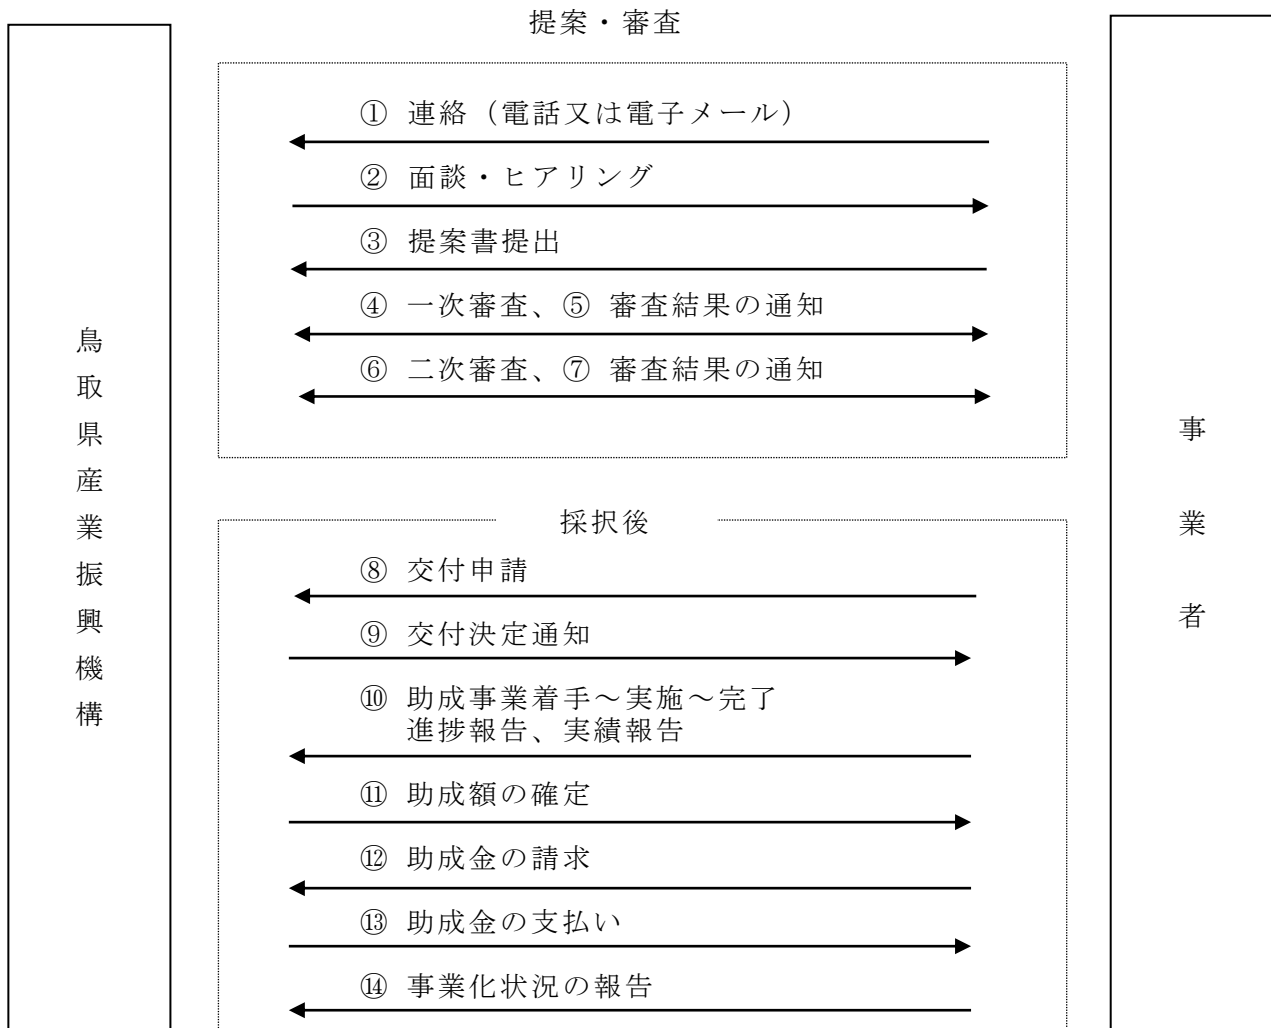 提案・審査
① 連絡（電話又は電子メール）
② 面談・ヒアリング
③ 提案書提出
④ 一次審査、⑤ 審査結果の通知
⑥ 二次審査、⑦ 審査結果の通知
鳥取県産業振興機構
事業者
採択後
⑧ 交付申請
⑨ 交付決定通知
⑩ 助成事業着手～実施～完了
進捗報告、実績報告
⑪ 助成額の確定
⑫ 助成金の請求
⑬ 助成金の支払い
⑭ 事業化状況の報告